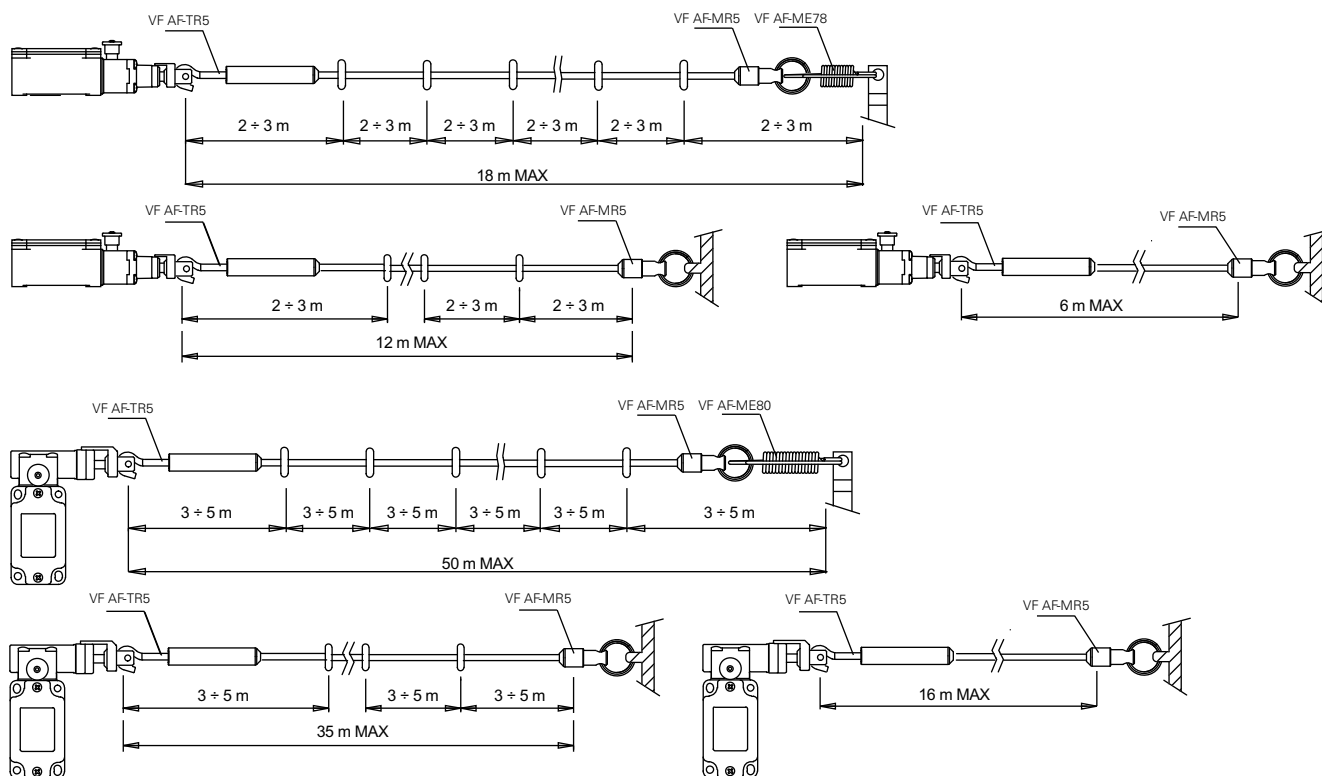 VF AF-TR5
VF AF-MR5
VF AF-ME78
2 ÷ 3 m
2 ÷ 3 m
2 ÷ 3 m
2 ÷ 3 m
2 ÷ 3 m
2 ÷ 3 m
18 m MAX
VF AF-TR5
VF AF-MR5
2 ÷ 3 m
2 ÷ 3 m
2 ÷ 3 m
12 m MAX
VF AF-TR5
VF AF-MR5
6 m MAX
VF AF-TR5
VF AF-MR5
VF AF-ME80
3 ÷ 5 m
3 ÷ 5 m
3 ÷ 5 m
3 ÷ 5 m
3 ÷ 5 m
3 ÷ 5 m
50 m MAX
VF AF-TR5
VF AF-MR5
3 ÷ 5 m
3 ÷ 5 m
3 ÷ 5 m
35 m MAX
VF AF-TR5
VF AF-MR5
16 m MAX